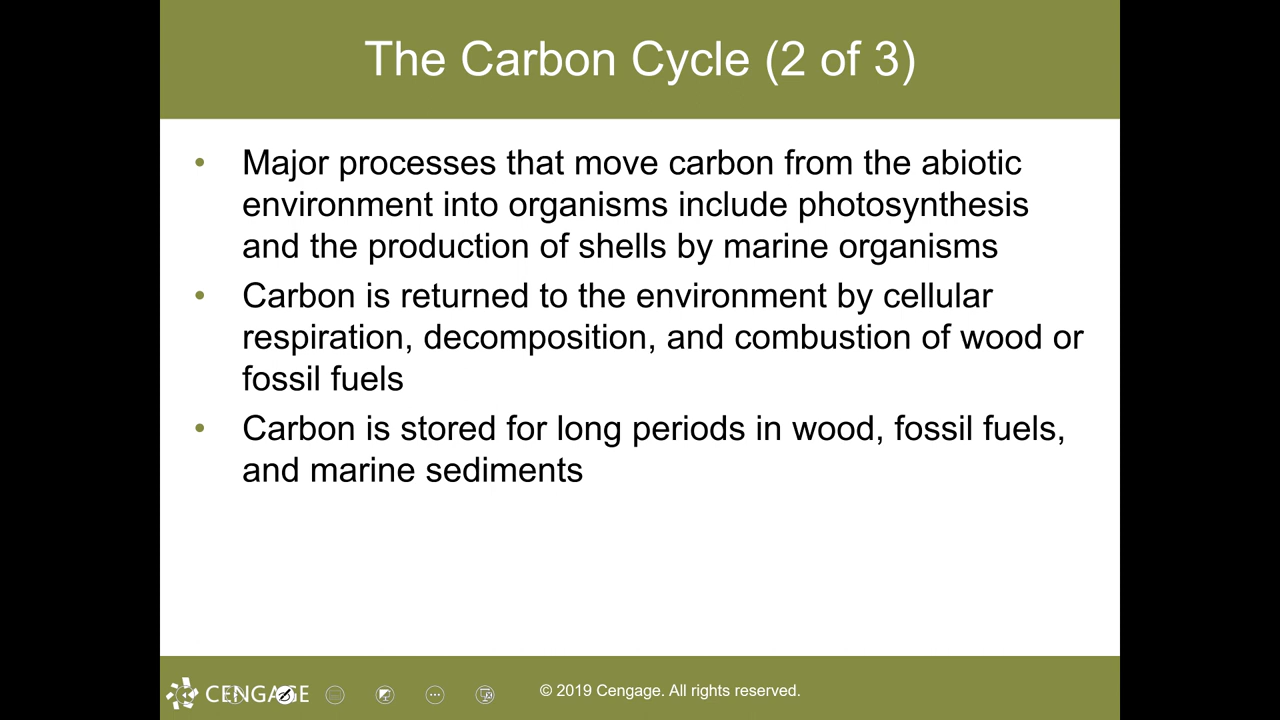 The Carbon Cycle (2 of 3)
• Major processes that move carbon from the abiotic
environment into organisms include photosynthesis
and the production of shells by marine organisms
• Carbon is returned to the environment by cellular
respiration, decomposition, and combustion of wood or
fossil fuels
• Carbon is stored for long periods in wood, fossil fuels,
and marine sediments
CENGAGE
© 2019 Cengage. All rights reserved.